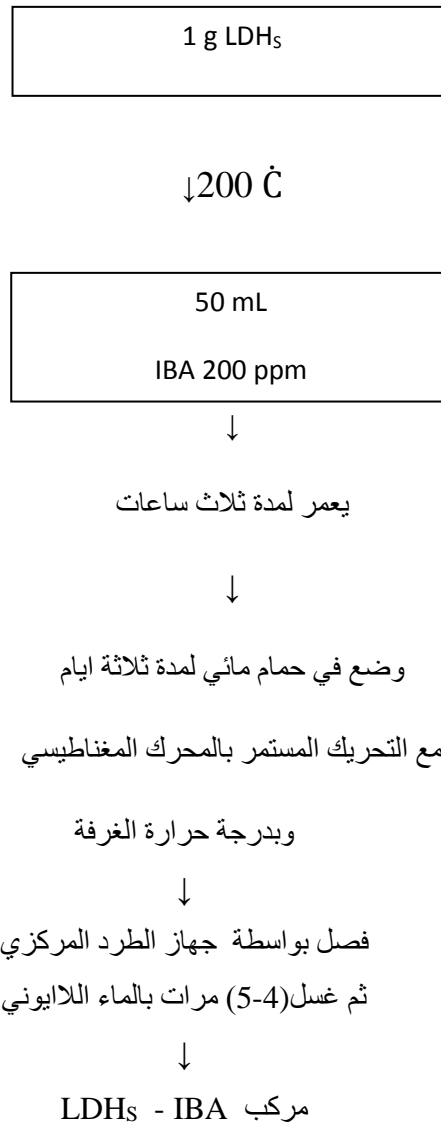 1 g LDHs
↓200 Ċ
50 mL
IBA 200 ppm
↓
يعمر لمدة ثلاث ساعات
↓
وضع في حمام مائي لمدة ثلاثة ايام
مع التحريك المستمر بالمحرك المغناطيسي
وبدرجة حرارة الغرفة
↓
فصل بواسطة جهاز الطرد المركزي
ثم غسل(4-5) مرات بالماء اللاايوني
↓
مركب LDHs - IBA